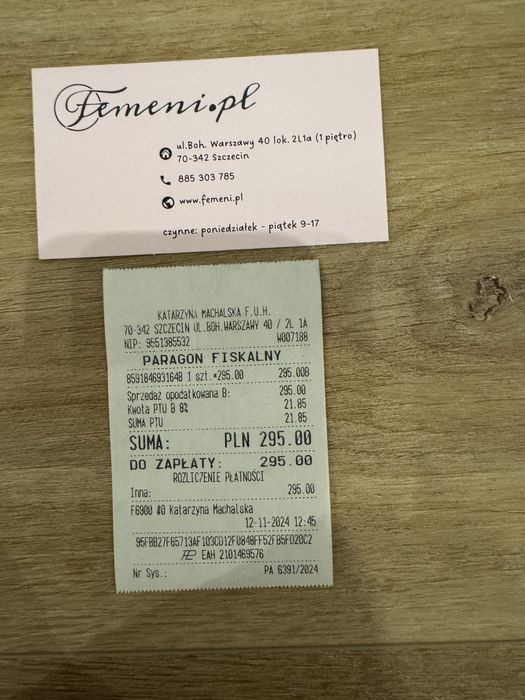 Femeni.pl
ul.Boh. Warszawy 40 lok. 2L1a (1 piętro)
70-342 Szczecin
885 303 785
www.femeni.pl
czynne: poniedziałek - piątek 9-17
KATARZYNA MACHALSKA F.U.H.
70-342 SZCZECIN UL.BOH.WARSZAWY 40 / 2L 1A
NIP: 9551385532 W007188
PARAGON FISKALNY
8591846931648 1 szt.*295.00 295.00B
Sprzedaż opodatkowana B: 295.00
Kwota PTU B 8% 21.85
SUMA PTU 21.85
SUMA: PLN 295.00
DO ZAPŁATY: 295.00
ROZLICZENIE PŁATNOŚCI
Inna: 295.00
F6900 #0 Katarzyna Machalska
12-11-2024 12:45
95FBB27F65713AF103CD12F0848FF52FB5FD20C2
EAH 2101469576
Nr Sys.: PA 6391/2024